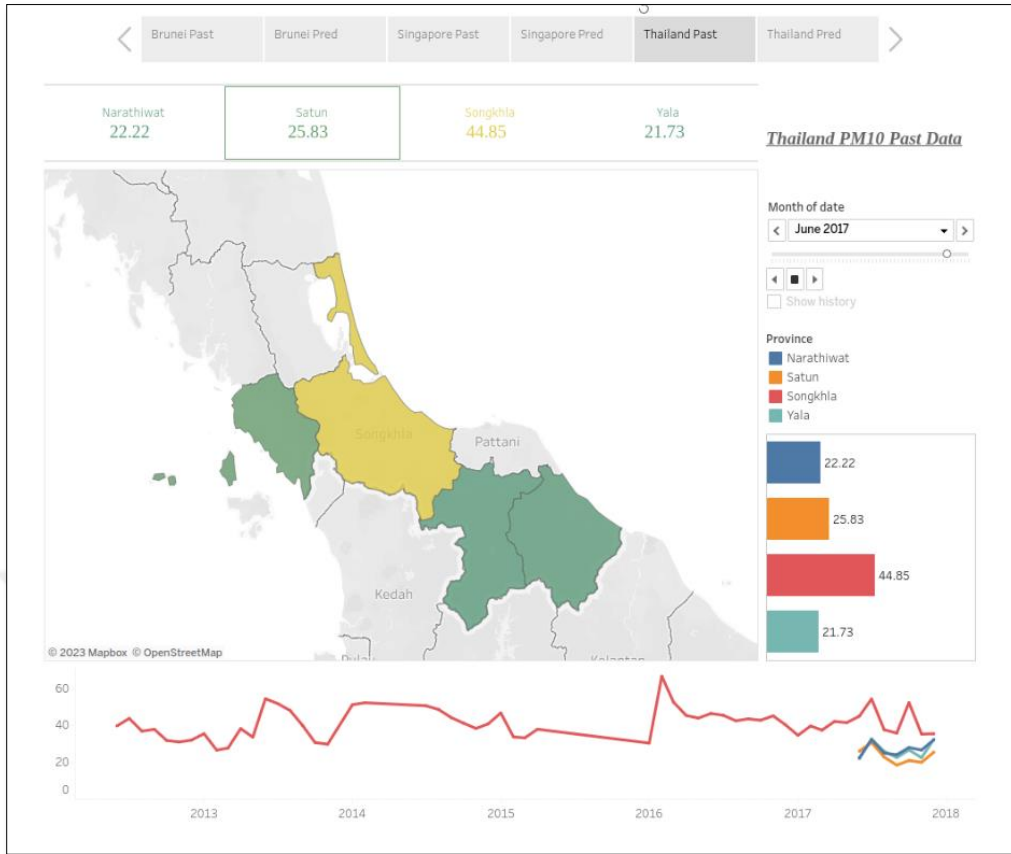 Brunei Past Brunei Pred Singapore Past Singapore Pred Thailand Past Thailand Pred
Narathiwat Satun Songkhla Yala
22.22 25.83 44.85 21.73
Thailand PM10 Past Data
Month of date
June 2017
Show history
Province
Narathiwat
Satun
Songkhla
Yala
22.22
25.83
44.85
21.73
Songkhla
Pattani
Kedah
Kelantan
© 2023 Mapbox © OpenStreetMap
60
40
20
0
2013 2014 2015 2016 2017 2018